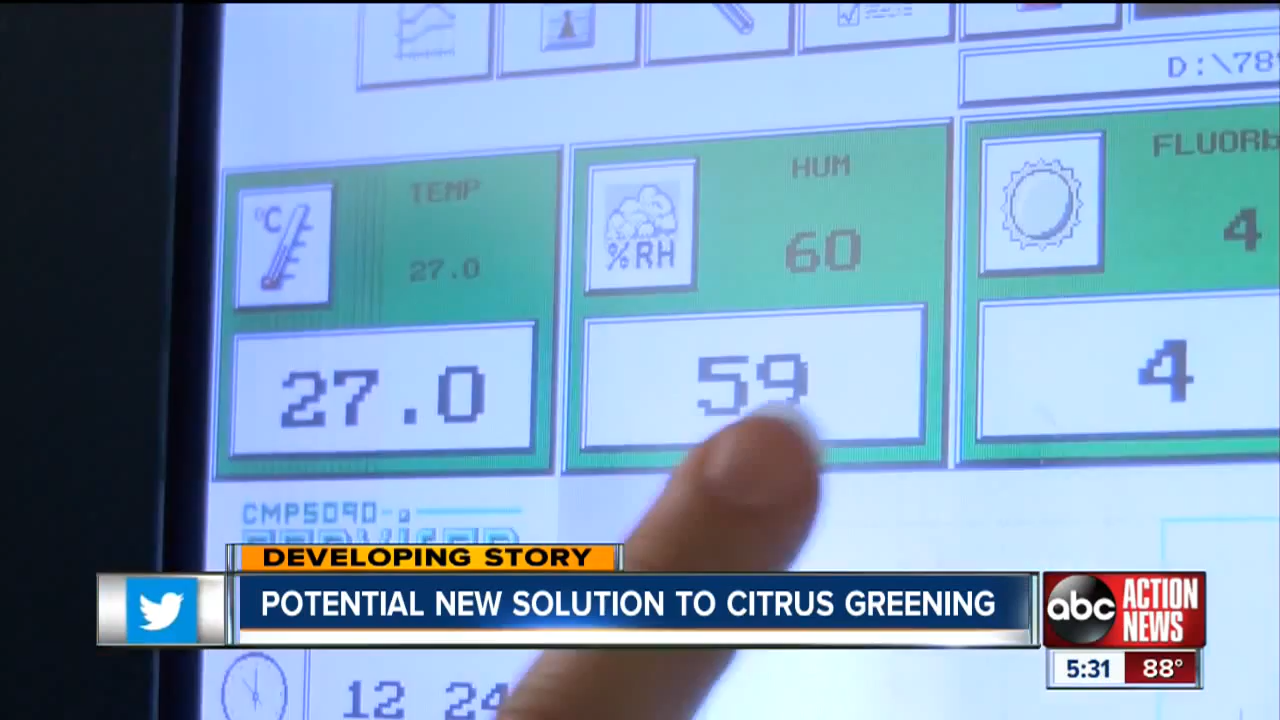 D:\78
TEMP
27.0
°C
27.0
HUM
60
%RH
59
FLUOR
4
4
CMP5090-
DEVELOPING STORY
POTENTIAL NEW SOLUTION TO CITRUS GREENING
abc ACTION NEWS
5:31 88°
12 24